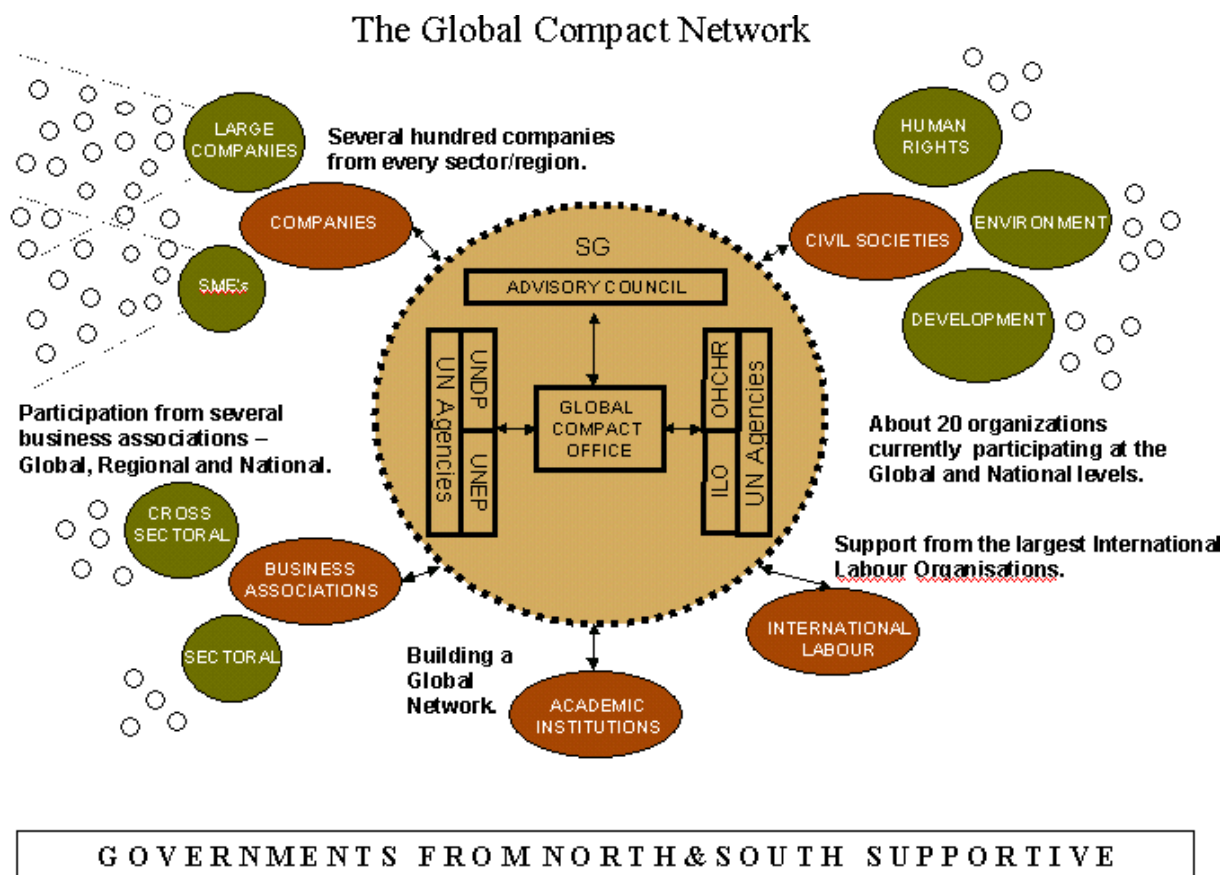 The Global Compact Network
LARGE
COMPANIES
Several hundred companies
from every sector/region.
COMPANIES
SME's
HUMAN
RIGHTS
ENVIRONMENT
CIVIL SOCIETIES
DEVELOPMENT
SG
ADVISORY COUNCIL
UN Agencies
UNDP
UNEP
GLOBAL
COMPACT
OFFICE
OHCHR
ILO
UN Agencies
Participation from several
business associations –
Global, Regional and National.
About 20 organizations
currently participating at the
Global and National levels.
CROSS
SECTORAL
BUSINESS
ASSOCIATIONS
SECTORAL
Support from the largest International
Labour Organisations.
INTERNATIONAL
LABOUR
Building a
Global
Network.
ACADEMIC
INSTITUTIONS
GOVERNMENTS FROM NORTH & SOUTH SUPPORTIVE